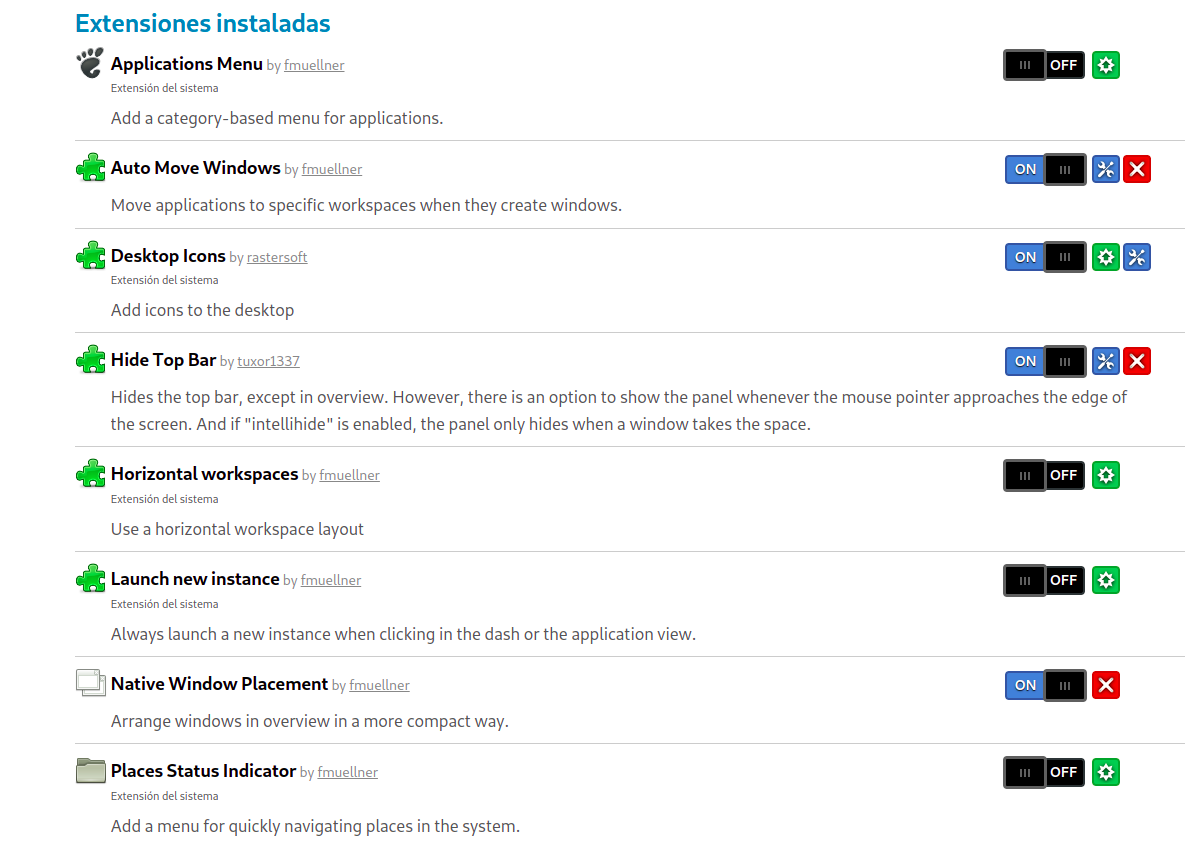 Extensiones instaladas
Applications Menu by fmuellner OFF
Extensión del sistema
Add a category-based menu for applications.
Auto Move Windows by fmuellner ON
Move applications to specific workspaces when they create windows.
Desktop Icons by rastersoft ON
Extensión del sistema
Add icons to the desktop
Hide Top Bar by tuxor1337 ON
Hides the top bar, except in overview. However, there is an option to show the panel whenever the mouse pointer approaches the edge of
the screen. And if "intellihide" is enabled, the panel only hides when a window takes the space.
Horizontal workspaces by fmuellner OFF
Extensión del sistema
Use a horizontal workspace layout
Launch new instance by fmuellner OFF
Extensión del sistema
Always launch a new instance when clicking in the dash or the application view.
Native Window Placement by fmuellner ON
Arrange windows in overview in a more compact way.
Places Status Indicator by fmuellner OFF
Extensión del sistema
Add a menu for quickly navigating places in the system.